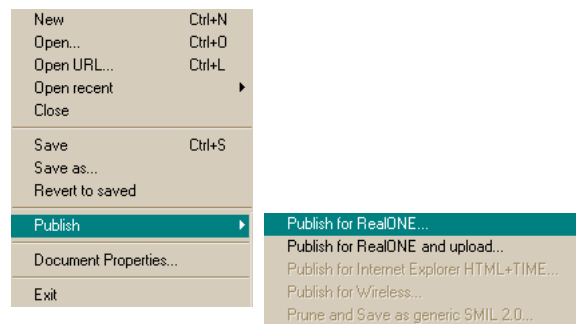 New Ctrl+N
Open... Ctrl+O
Open URL... Ctrl+L
Open recent
Close
Save Ctrl+S
Save as...
Revert to saved
Publish
Document Properties...
Exit
Publish for RealONE...
Publish for RealONE and upload...
Publish for Internet Explorer HTML+TIME...
Publish for Wireless...
Prune and Save as generic SMIL 2.0...